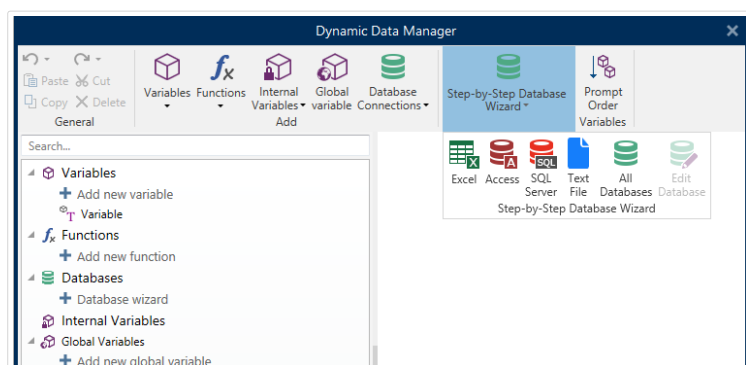 Dynamic Data Manager
Paste Cut
Copy Delete
General
Variables Functions Internal Variables Global variable Database Connections
Add
Step-by-Step Database Wizard
Prompt Order
Variables
Search...
Excel Access SQL Server Text File All Databases Edit Database
Step-by-Step Database Wizard
Variables
Add new variable
Variable
Functions
Add new function
Databases
Database wizard
Internal Variables
Global Variables
Add new global variable